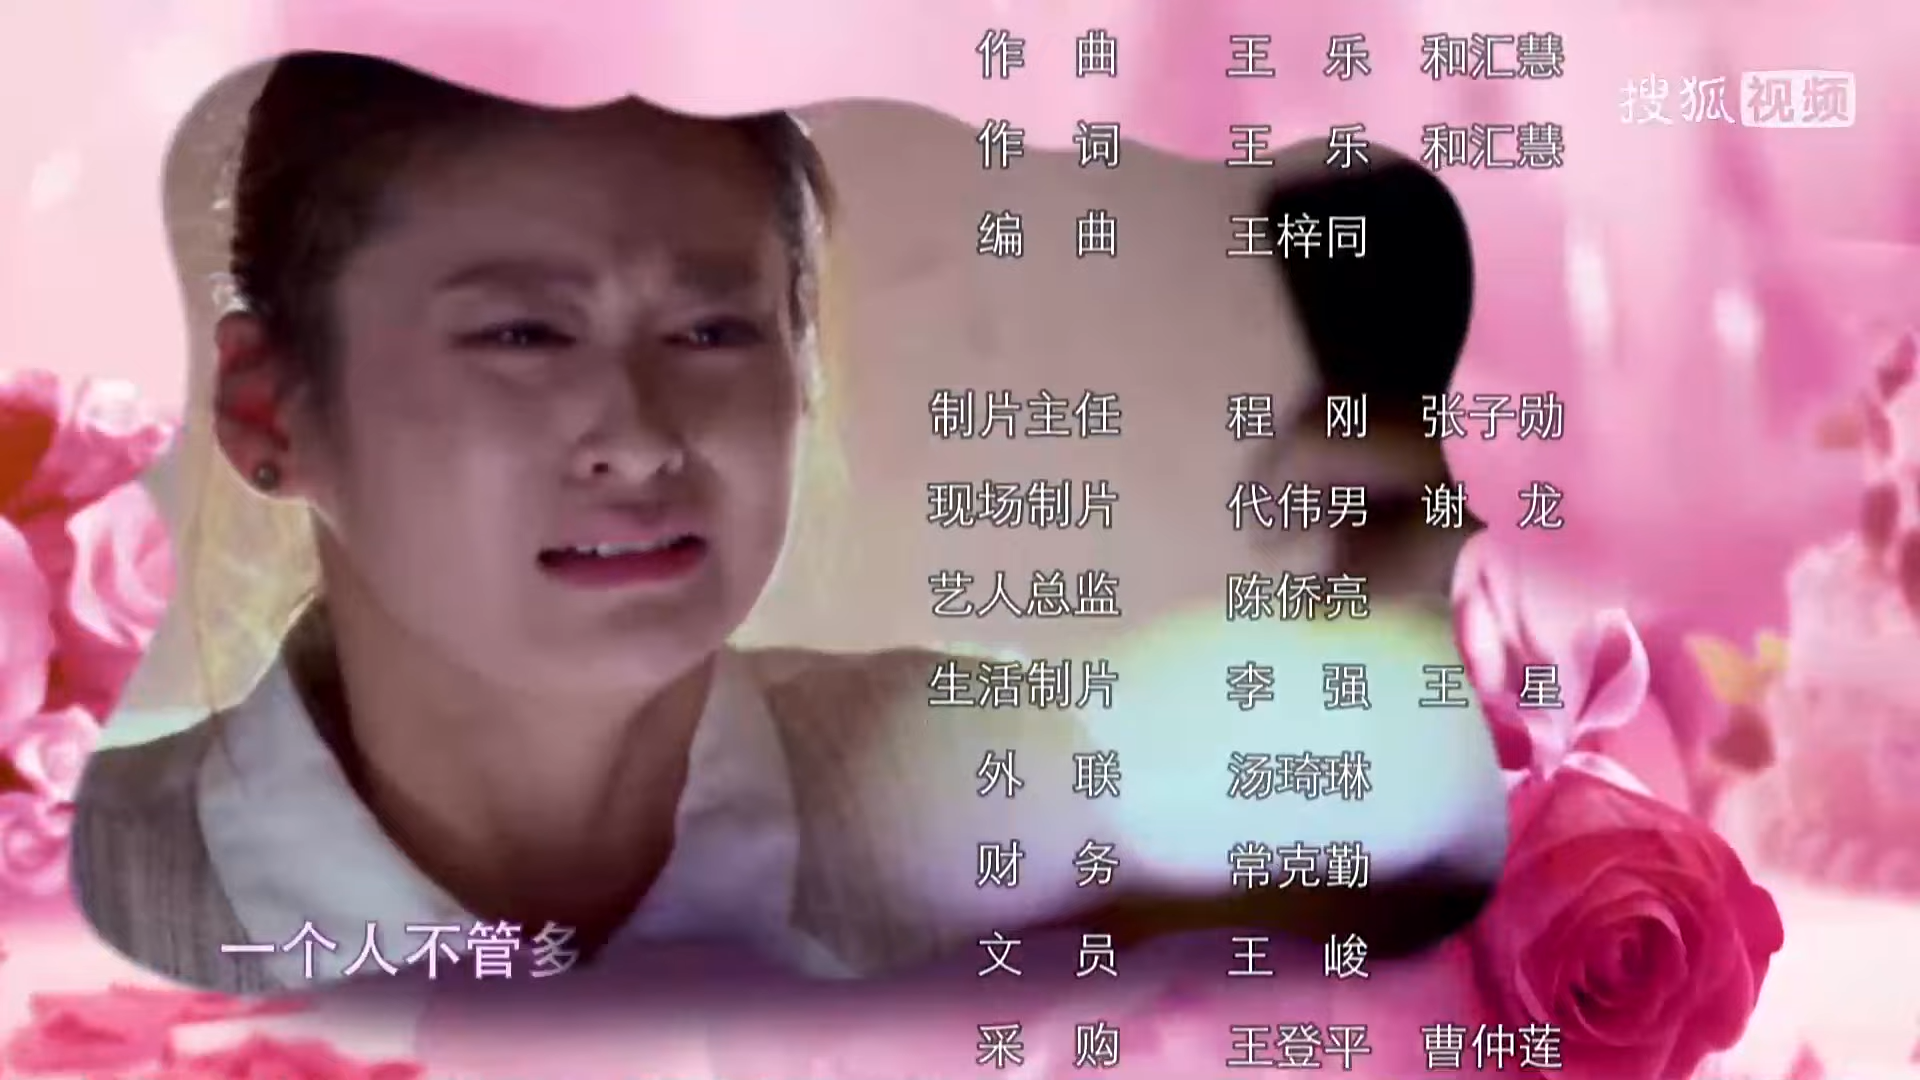 作曲 王乐 和汇慧
搜狐视频
作词 王乐 和汇慧
编曲 王梓同
制片主任 程刚 张子勋
现场制片 代伟男 谢龙
艺人总监 陈侨亮
生活制片 李强 王星
外联 汤琦琳
财务 常克勤
文员 王峻
采购 王登平 曹仲莲
一个人不管多